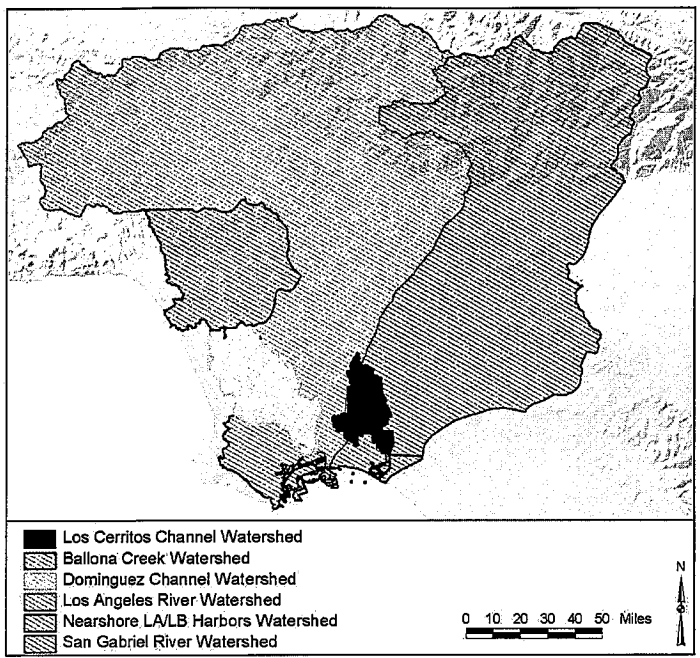 Los Cerritos Channel Watershed
Ballona Creek Watershed
Dominguez Channel Watershed
Los Angeles River Watershed
Nearshore LA/LB Harbors Watershed
San Gabriel River Watershed
N
0 10 20 30 40 50 Miles